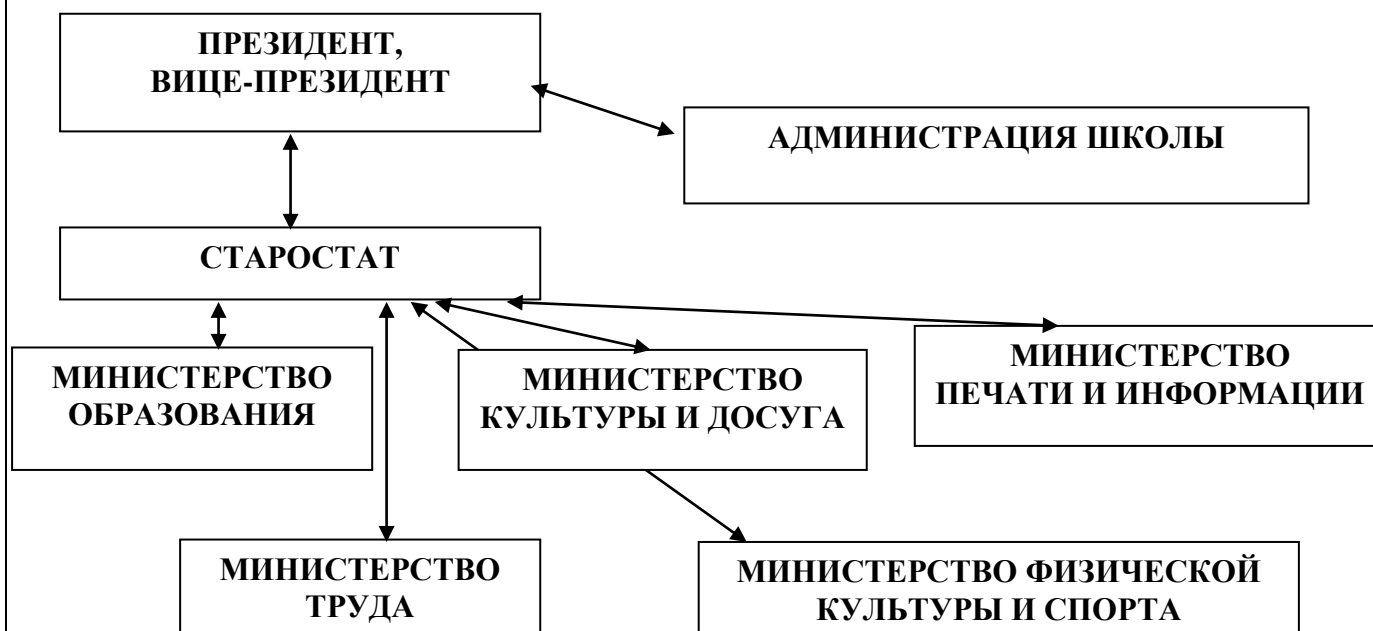 ПРЕЗИДЕНТ,
ВИЦЕ-ПРЕЗИДЕНТ
АДМИНИСТРАЦИЯ ШКОЛЫ
СТАРОСТАТ
МИНИСТЕРСТВО
ОБРАЗОВАНИЯ
МИНИСТЕРСТВО
КУЛЬТУРЫ И ДОСУГА
МИНИСТЕРСТВО
ПЕЧАТИ И ИНФОРМАЦИИ
МИНИСТЕРСТВО
ТРУДА
МИНИСТЕРСТВО ФИЗИЧЕСКОЙ
КУЛЬТУРЫ И СПОРТА